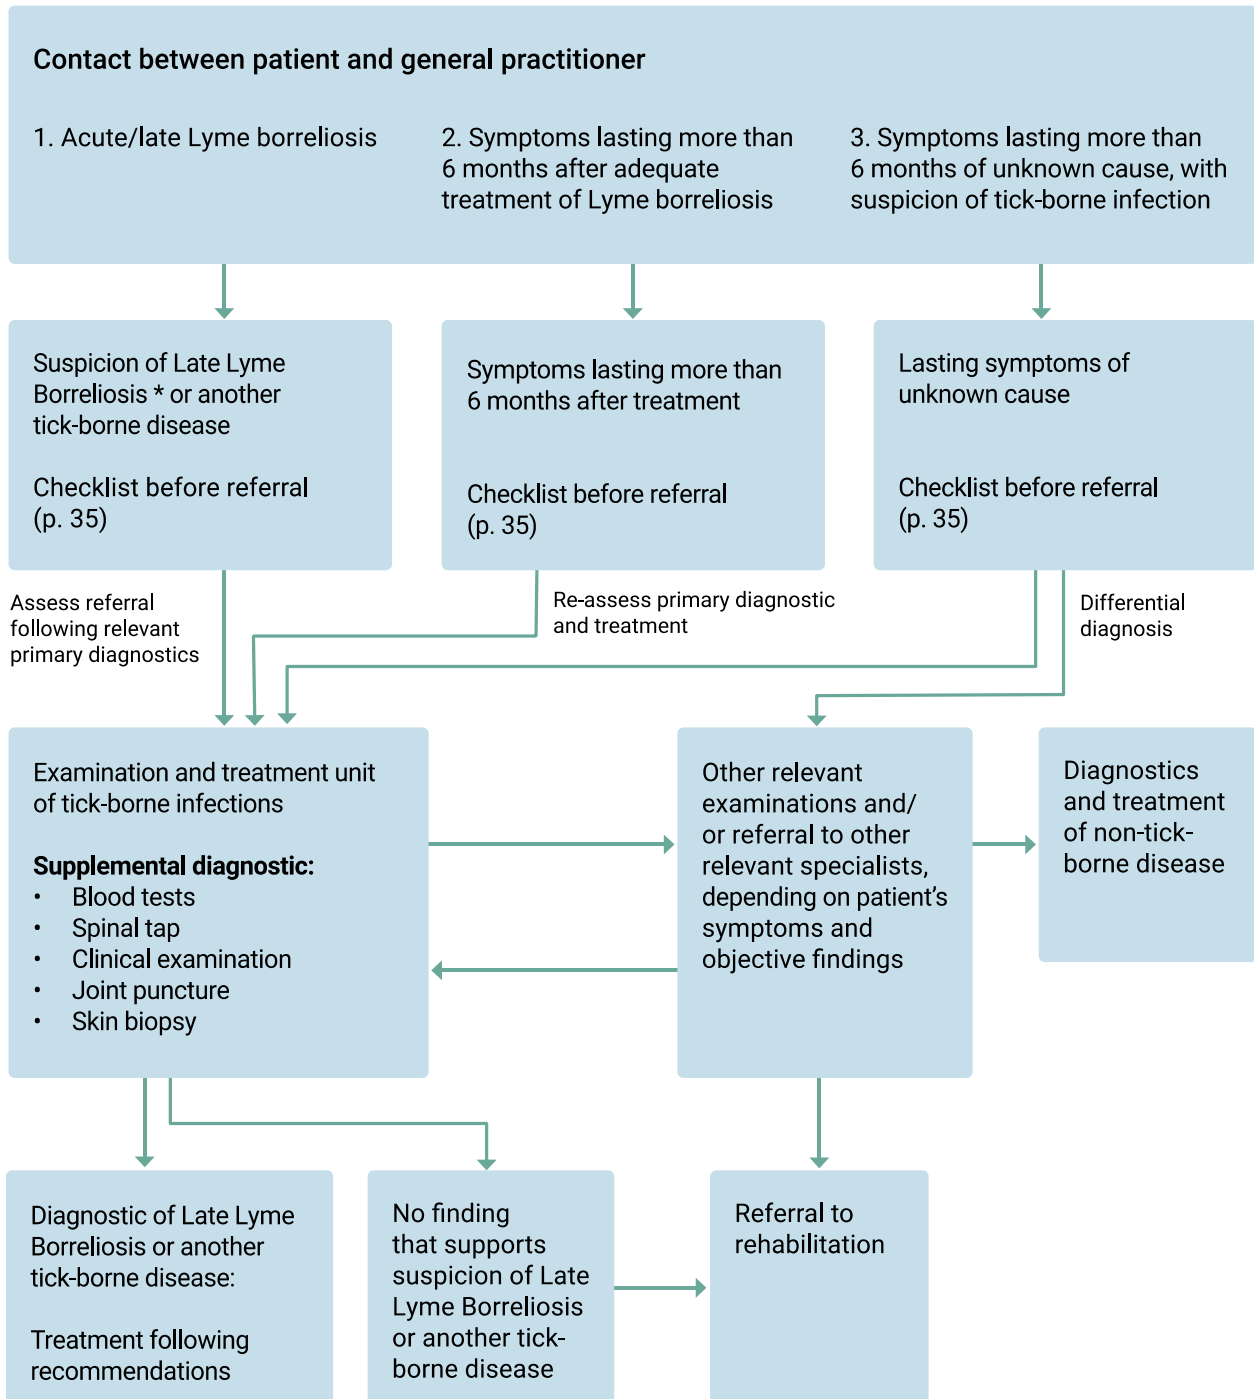 Contact between patient and general practitioner
1. Acute/late Lyme borreliosis
2. Symptoms lasting more than
6 months after adequate
treatment of Lyme borreliosis
3. Symptoms lasting more than
6 months of unknown cause, with
suspicion of tick-borne infection
Suspicion of Late Lyme
Borreliosis * or another
tick-borne disease
Checklist before referral
(p. 35)
Symptoms lasting more than
6 months after treatment
Checklist before referral
(p. 35)
Lasting symptoms of
unknown cause
Checklist before referral
(p. 35)
Assess referral
following relevant
primary diagnostics
Re-assess primary diagnostic
and treatment
Differential
diagnosis
Examination and treatment unit
of tick-borne infections
Supplemental diagnostic:
• Blood tests
• Spinal tap
• Clinical examination
• Joint puncture
• Skin biopsy
Other relevant
examinations and/
or referral to other
relevant specialists,
depending on patient's
symptoms and
objective findings
Diagnostics
and treatment
of non-tick-
borne disease
Diagnostic of Late Lyme
Borreliosis or another
tick-borne disease:
Treatment following
recommendations
No finding
that supports
suspicion of Late
Lyme Borreliosis
or another tick-
borne disease
Referral to
rehabilitation